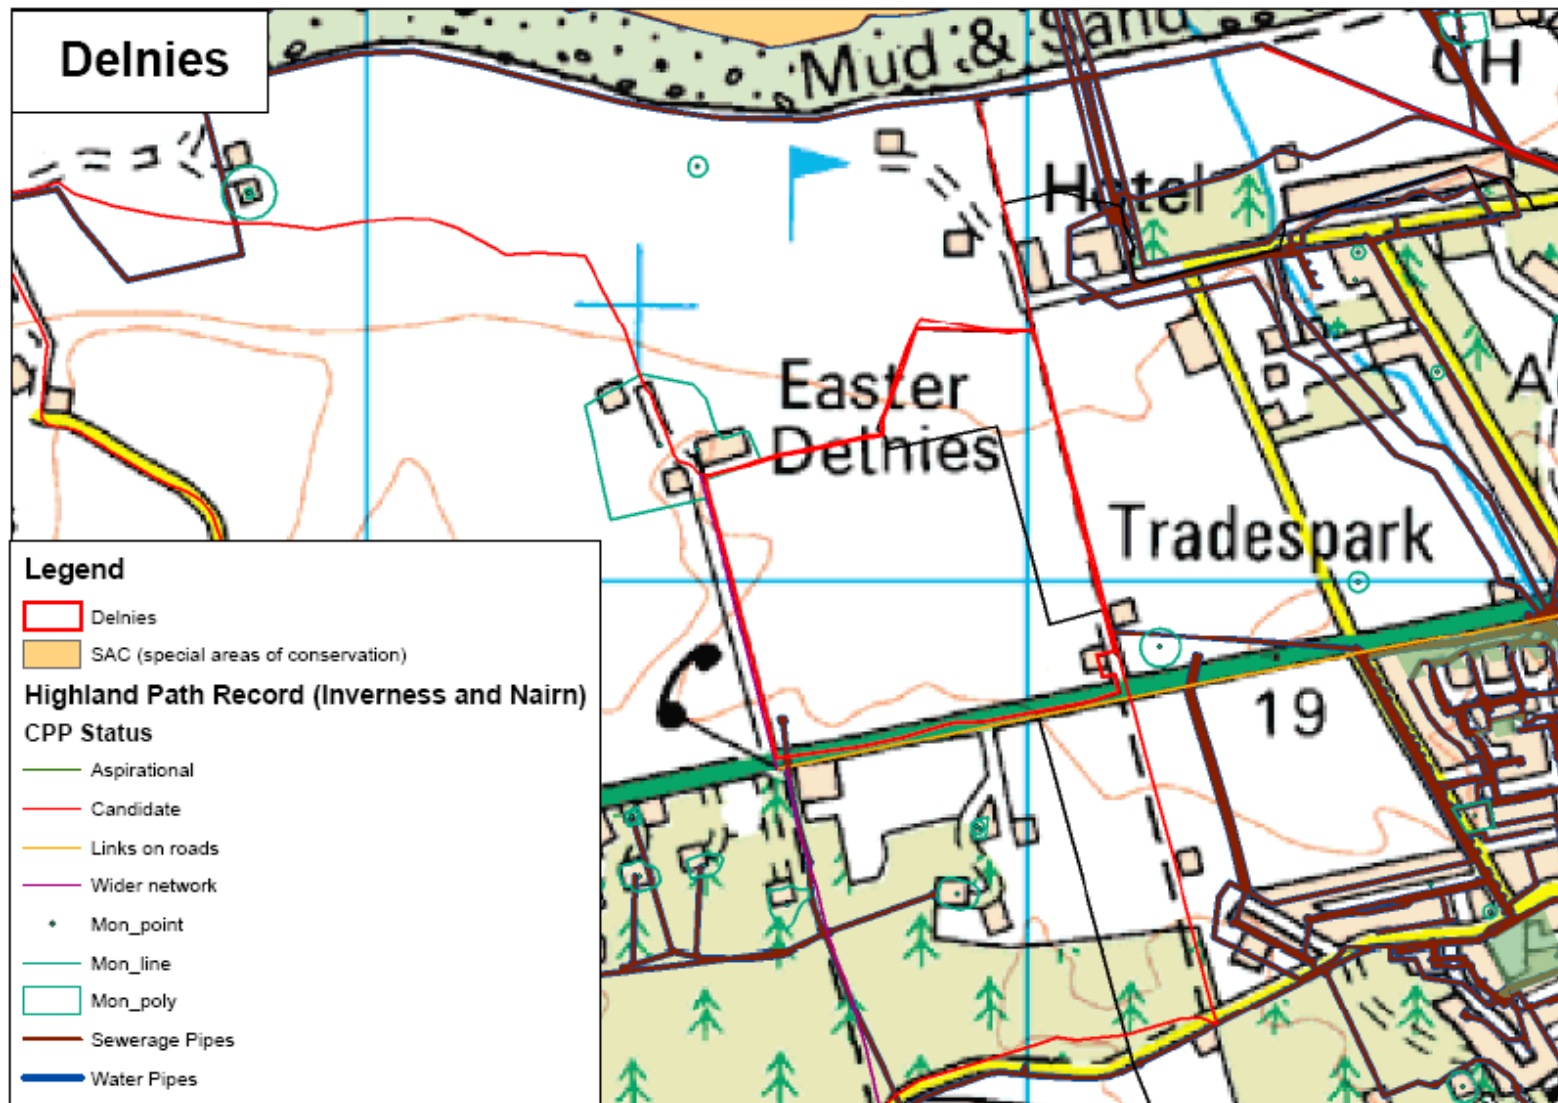 Delnies
Mud & Sand
CH
Hotel
Easter
Delnies
Tradespark
19
Legend
Delnies
SAC (special areas of conservation)
Highland Path Record (Inverness and Nairn)
CPP Status
Aspirational
Candidate
Links on roads
Wider network
Mon_point
Mon_line
Mon_poly
Sewerage Pipes
Water Pipes